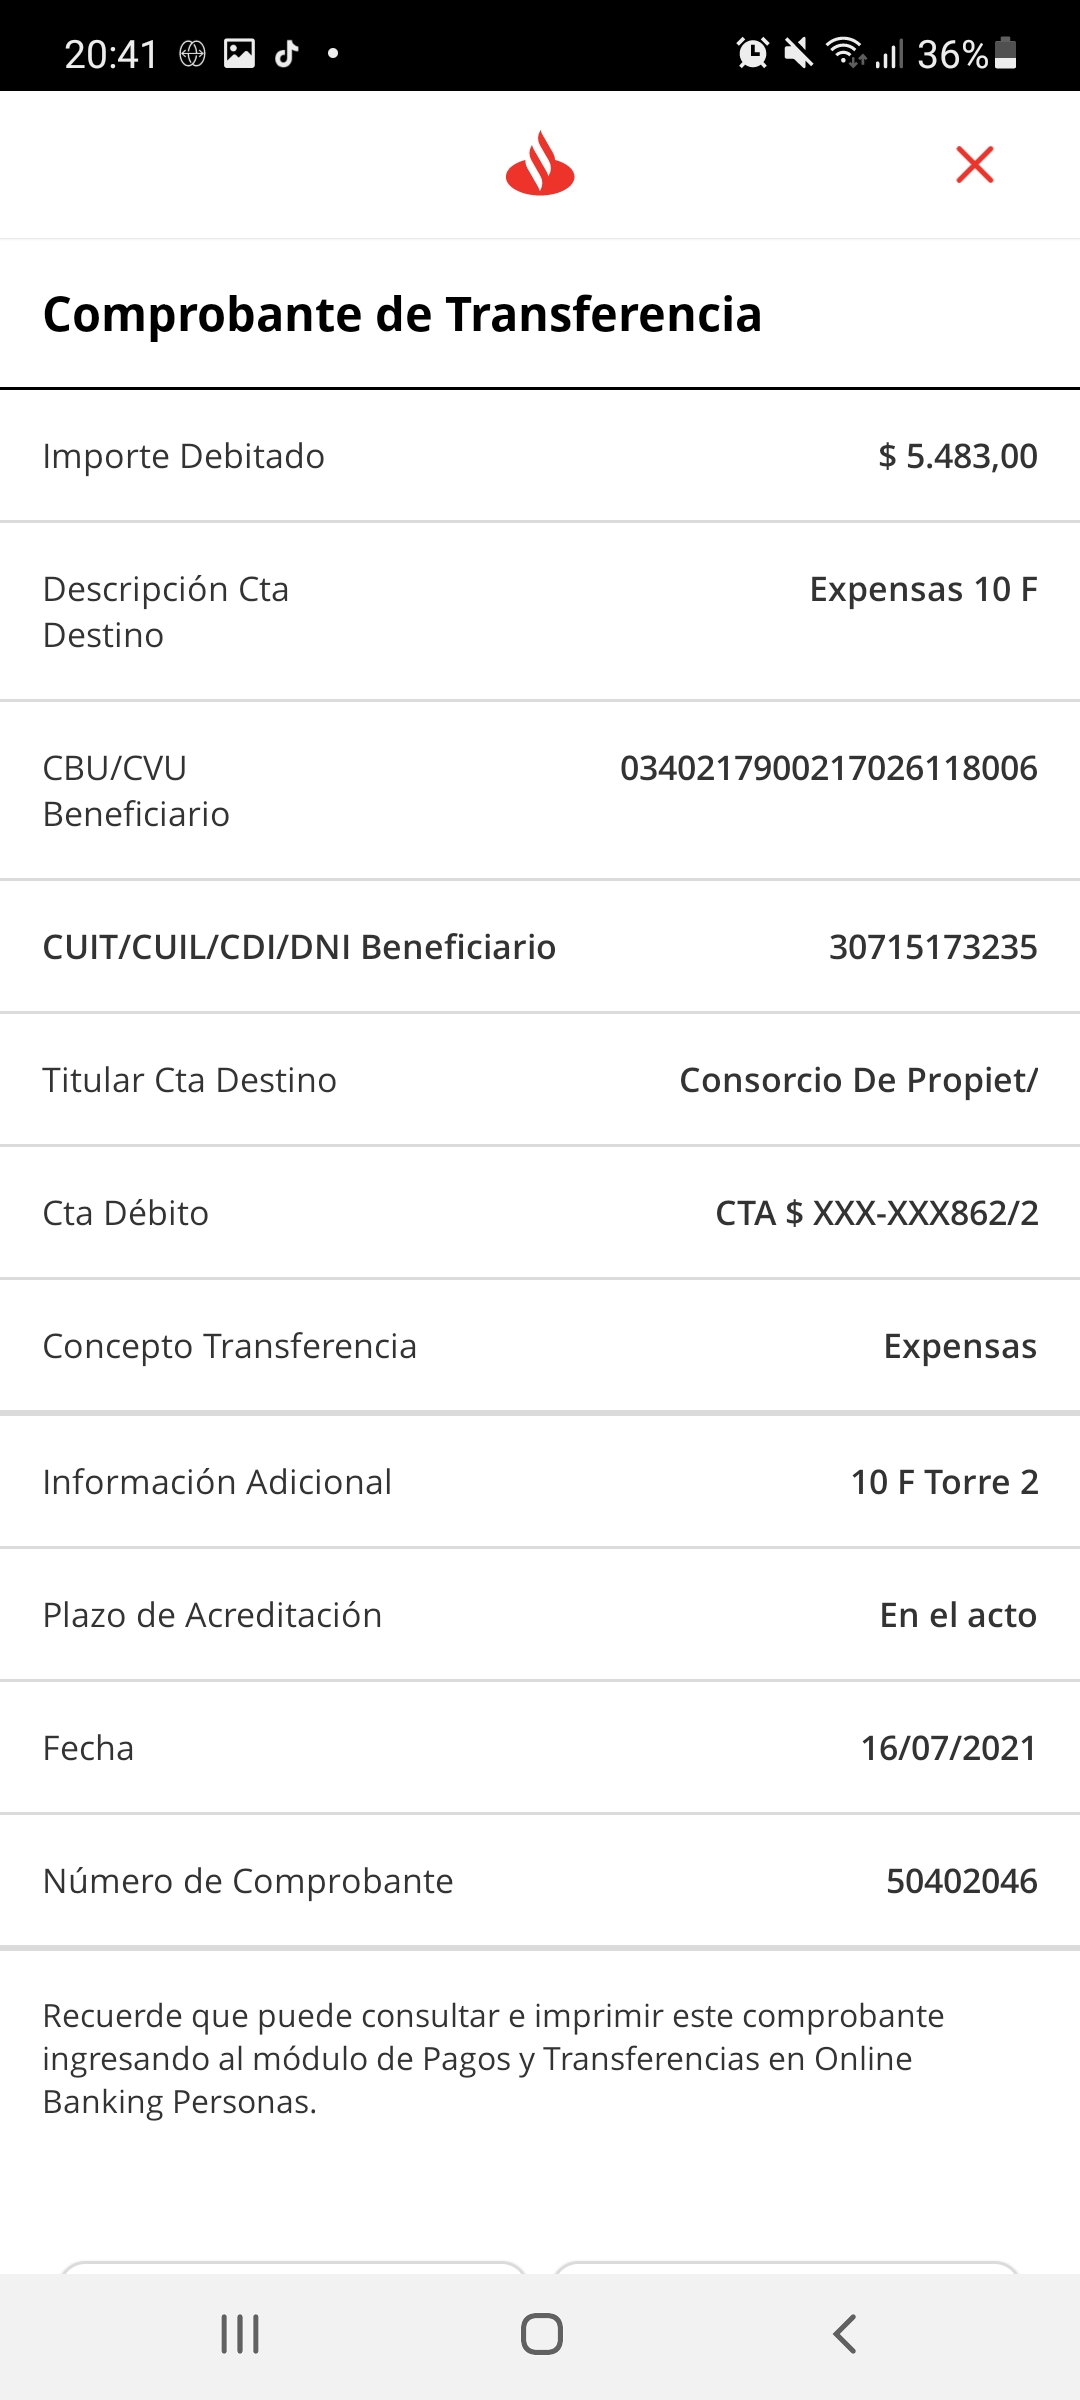 20:41
36%
Comprobante de Transferencia
Importe Debitado $ 5.483,00
Descripción Cta Expensas 10 F
Destino
CBU/CVU 0340217900217026118006
Beneficiario
CUIT/CUIL/CDI/DNI Beneficiario 30715173235
Titular Cta Destino Consorcio De Propiet/
Cta Débito CTA $ XXX-XXX862/2
Concepto Transferencia Expensas
Información Adicional 10 F Torre 2
Plazo de Acreditación En el acto
Fecha 16/07/2021
Número de Comprobante 50402046
Recuerde que puede consultar e imprimir este comprobante
ingresando al módulo de Pagos y Transferencias en Online
Banking Personas.